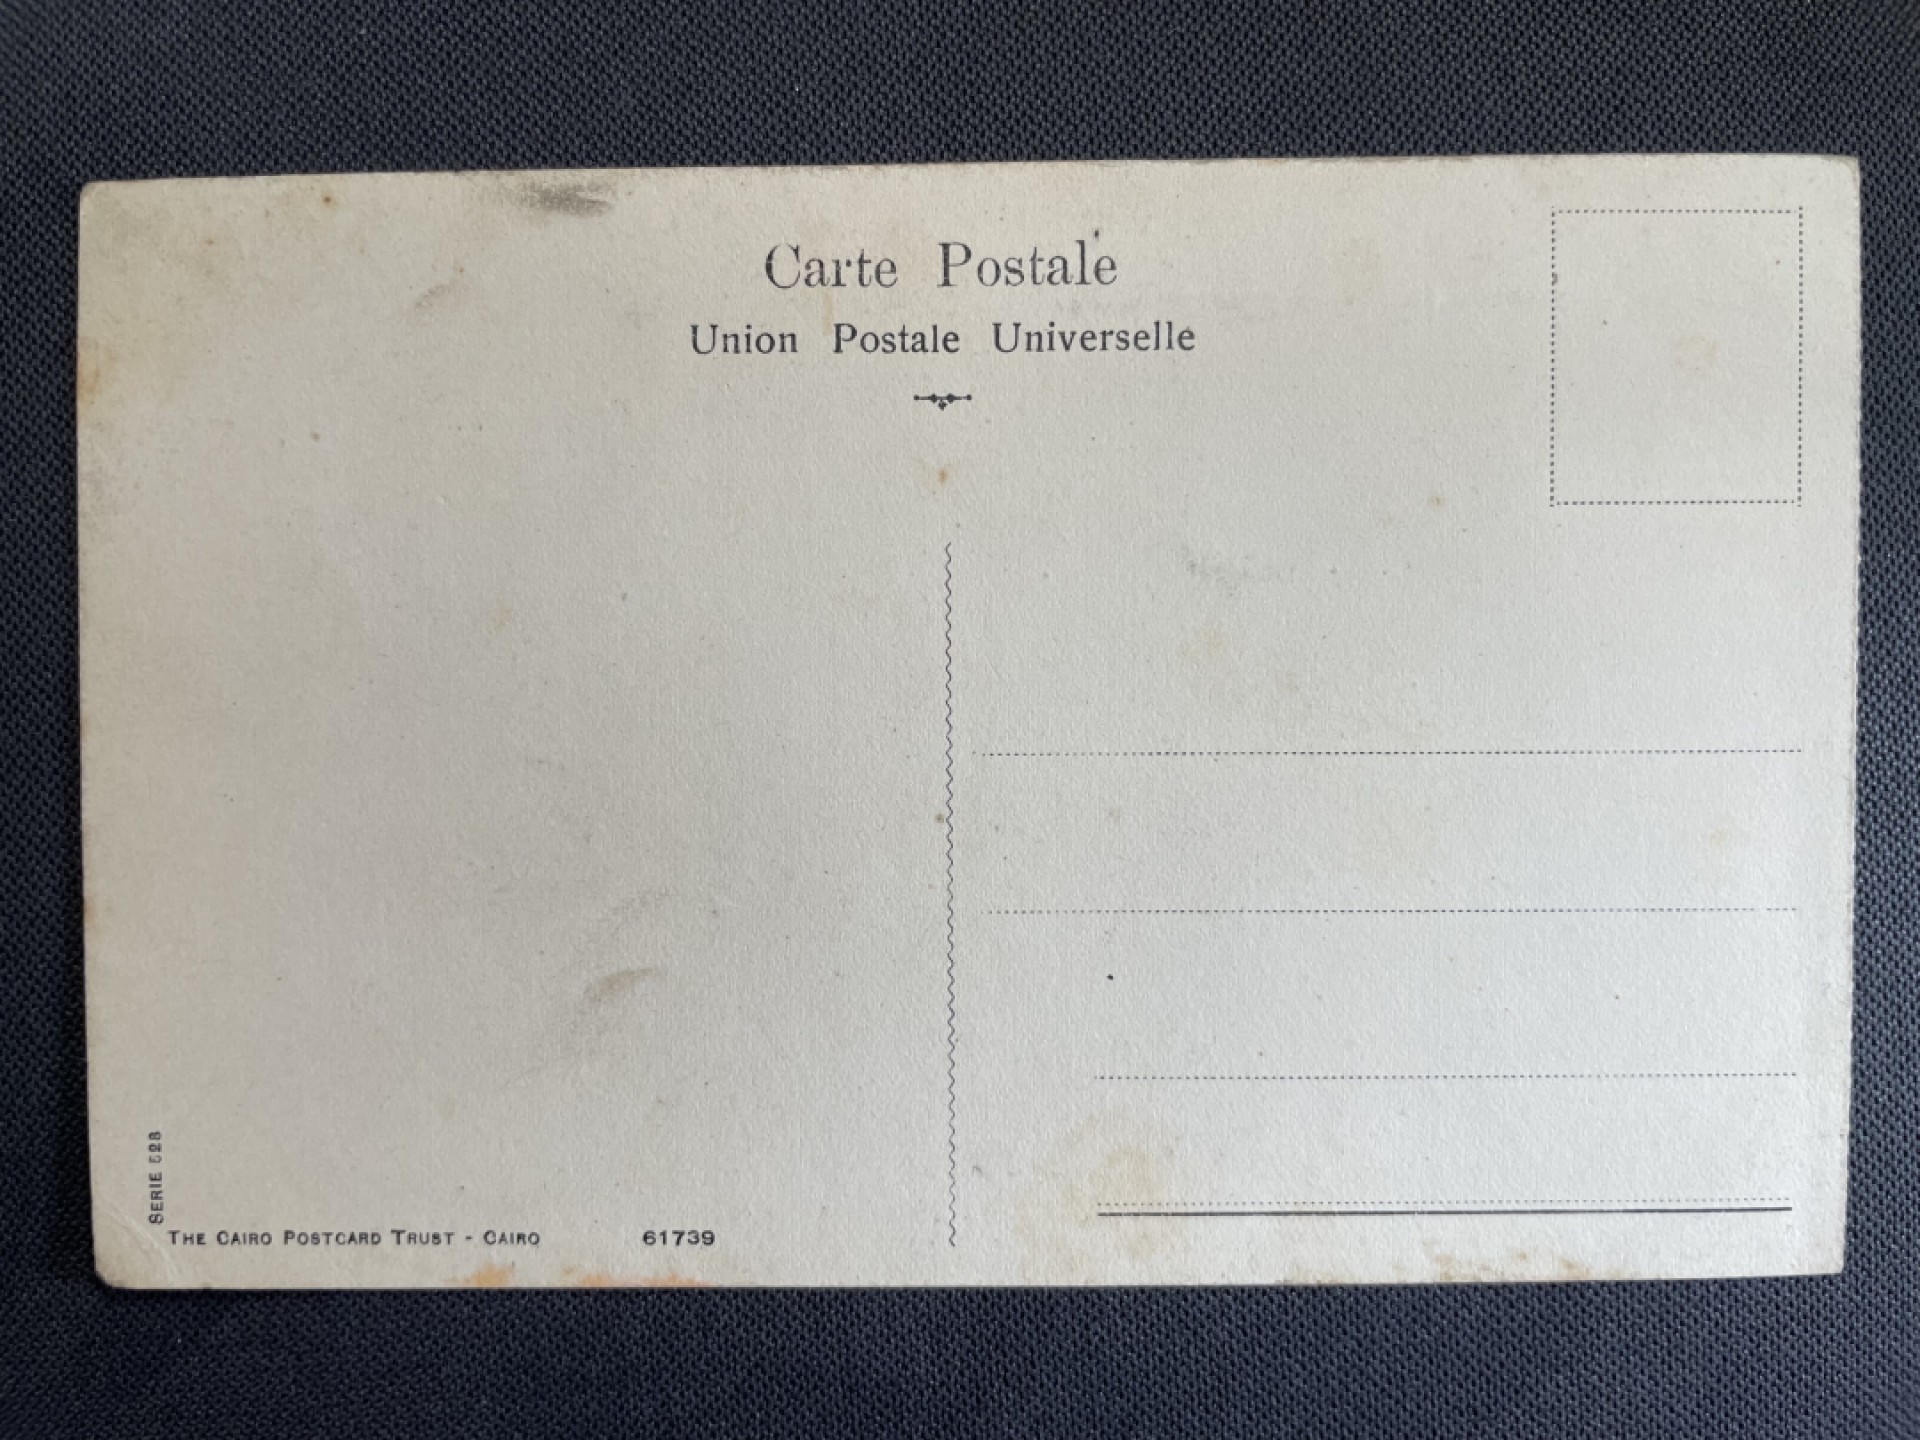 Carte Postale
Union Postale Universelle
SERIE 528
THE CAIRO POSTCARD TRUST - CAIRO 61739